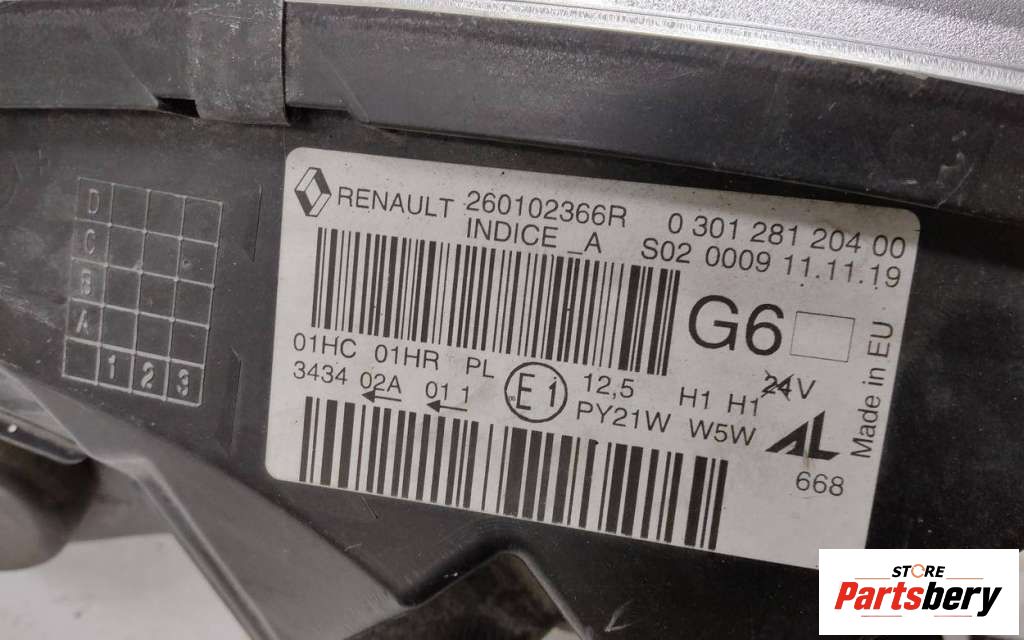 RENAULT 260102366R 0 301 281 204 00
INDICE _A S02 0009 11.11.19
G6
01HC 01HR PL E1 12,5 H1 H1 24V
3434 02A 01 1 PY21W W5W AL
668
Made in EU
D
C
B
A
1 2 3
STORE
Partsbery